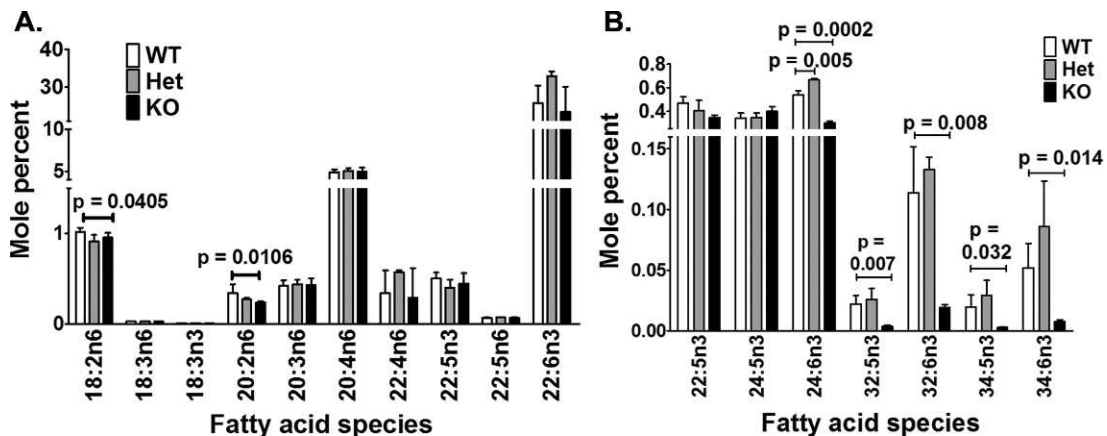 A.
WT
Het
KO
Mole percent
40
30
20
10
5
1
0
p = 0.0405
p = 0.0106
18:2n6
18:3n6
18:3n3
20:2n6
20:3n6
20:4n6
22:4n6
22:5n3
22:5n6
22:6n3
Fatty acid species
B.
WT
Het
KO
Mole percent
0.8
0.6
0.4
0.15
0.10
0.05
0.00
p = 0.0002
p = 0.005
p = 0.007
p = 0.008
p = 0.032
p = 0.014
22:5n3
24:5n3
24:6n3
32:5n3
32:6n3
34:5n3
34:6n3
Fatty acid species